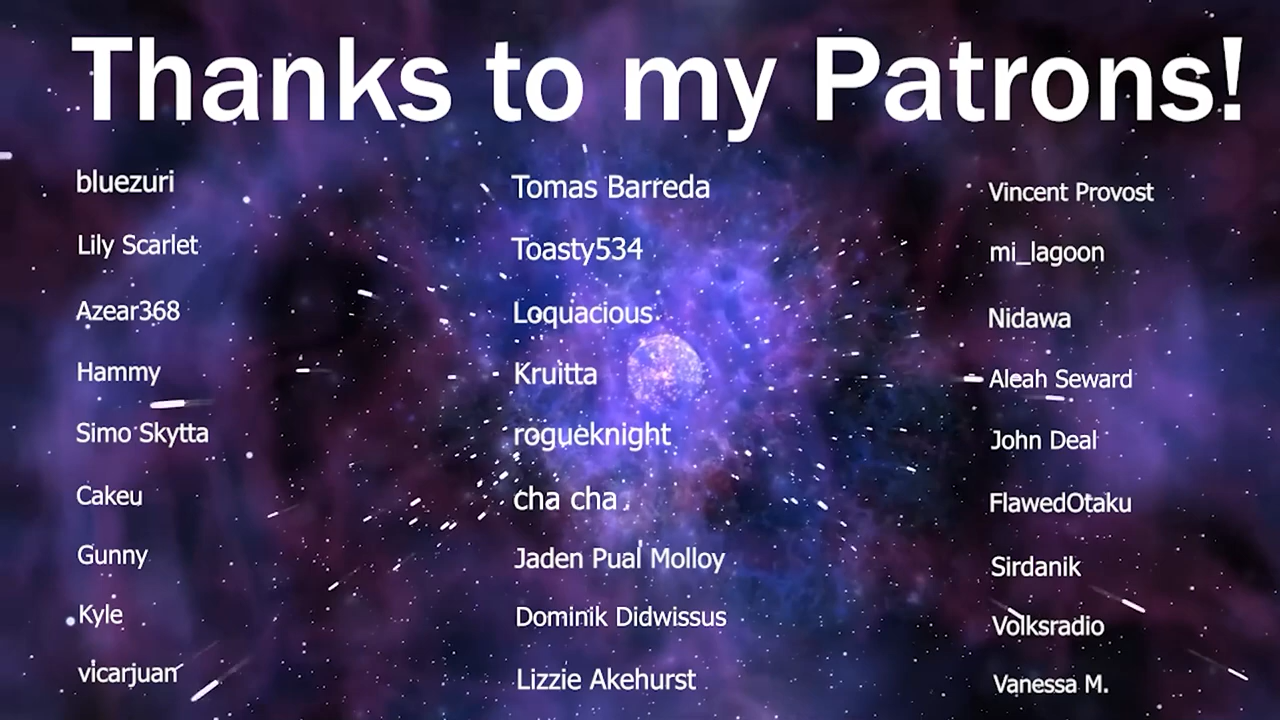 Thanks to my Patrons!
bluezuri
Lily Scarlet
Azear368
Hammy
Simo Skytta
Cakeu
Gunny
Kyle
vicarjuan
Tomas Barreda
Toasty534
Loquacious
Kruitta
rogueknight
cha cha
Jaden Pual Molloy
Dominik Didwissus
Lizzie Akehurst
Vincent Provost
mi_lagoon
Nidawa
Aleah Seward
John Deal
FlawedOtaku
Sirdanik
Volksradio
Vanessa M.